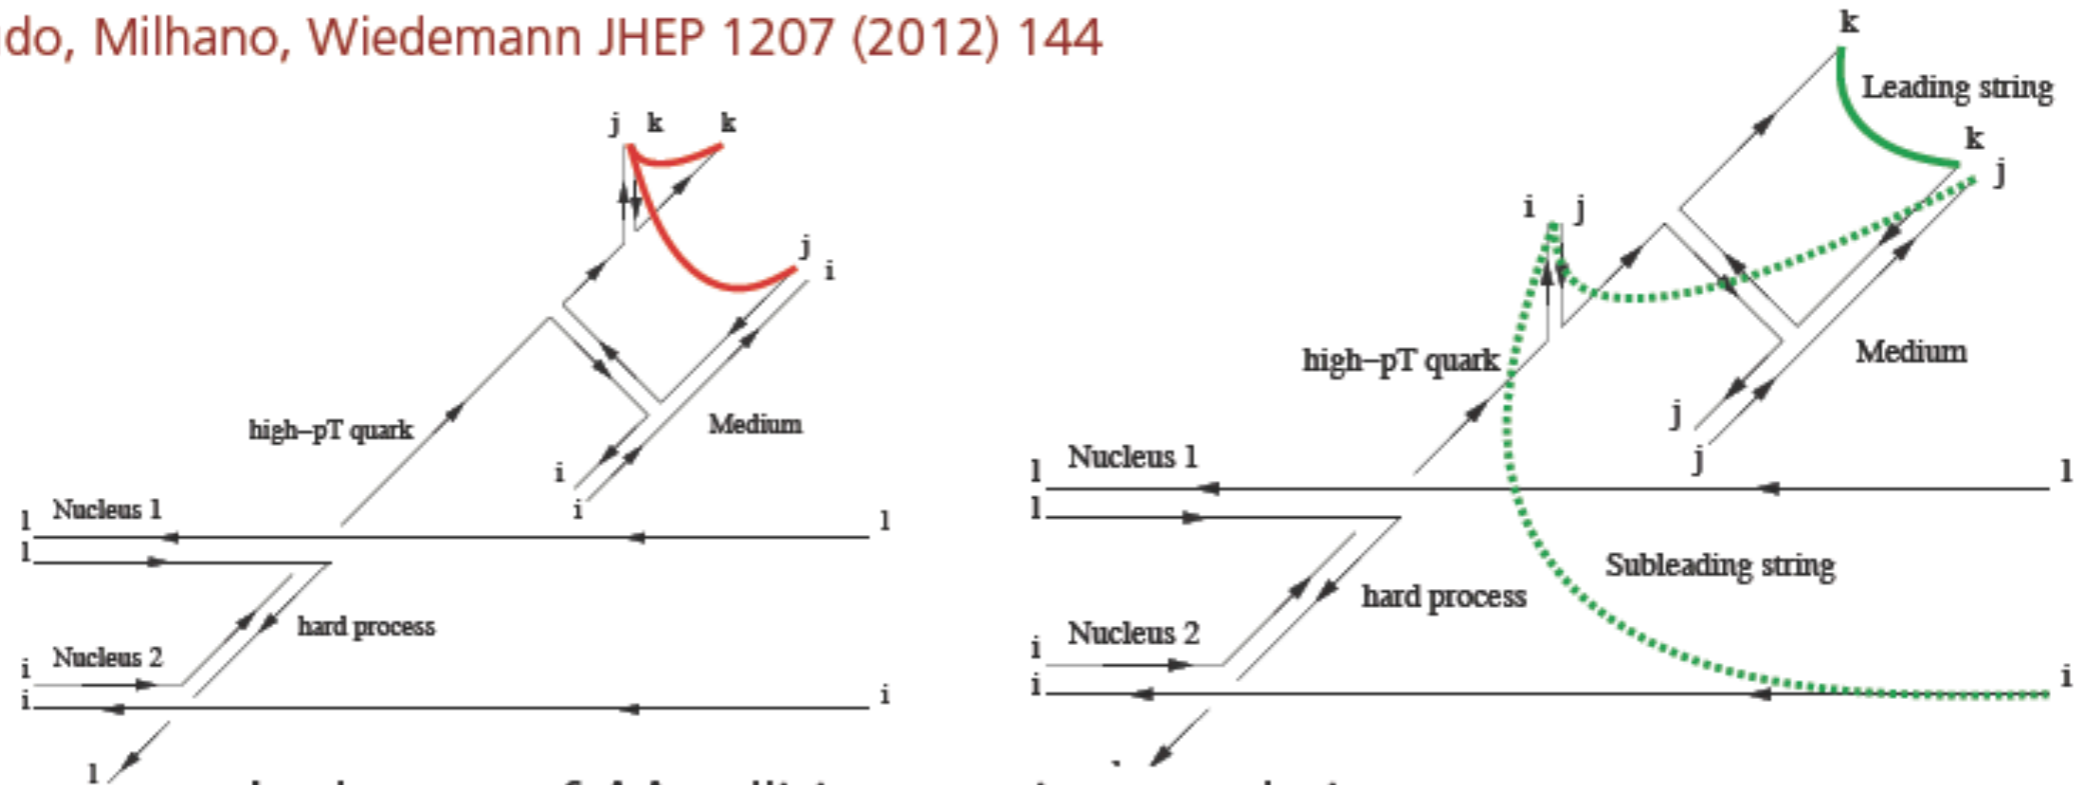 do, Milhano, Wiedemann JHEP 1207 (2012) 144
j k k
j
i
high–pT quark
Medium
i
i
l Nucleus 1 l
l
hard process
i Nucleus 2
i i
l
k
Leading string
k
j
i j
high–pT quark
Medium
j
j
l Nucleus 1 l
l
Subleading string
hard process
i Nucleus 2
i i